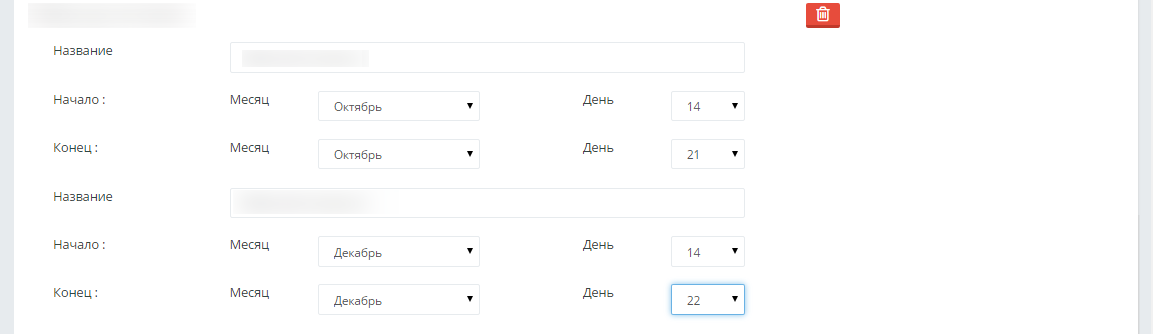 Название
Начало : Месяц Октябрь День 14
Конец : Месяц Октябрь День 21
Название
Начало : Месяц Декабрь День 14
Конец : Месяц Декабрь День 22